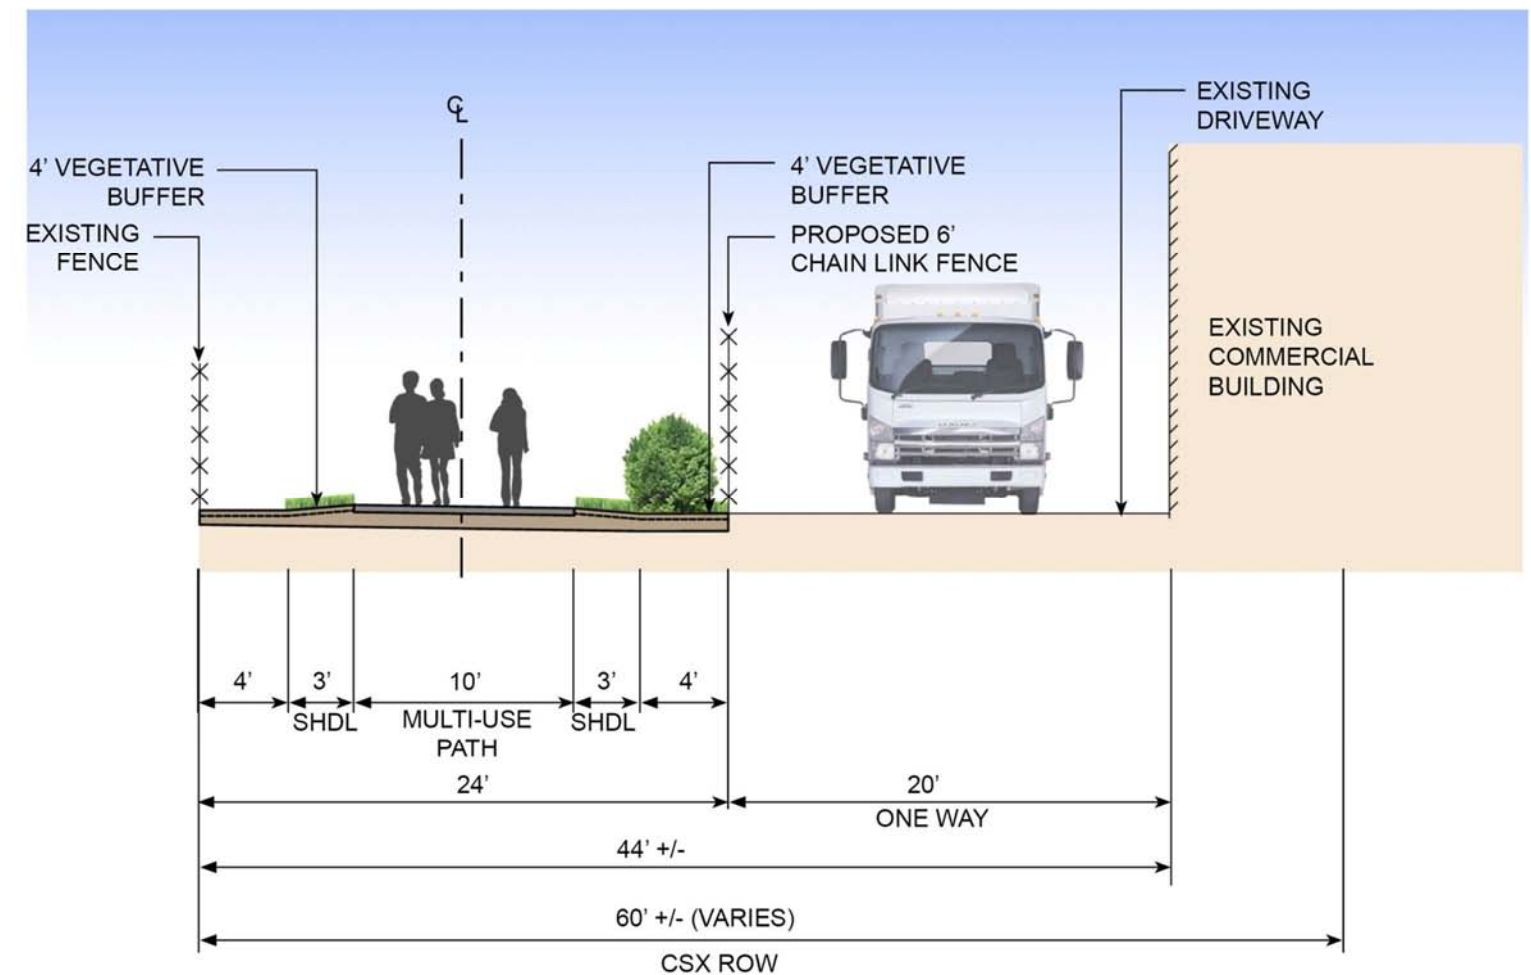 ℄
EXISTING
DRIVEWAY
4’ VEGETATIVE
BUFFER
4’ VEGETATIVE
BUFFER
EXISTING
FENCE
PROPOSED 6’
CHAIN LINK FENCE
EXISTING
COMMERCIAL
BUILDING
4’
3’
10’
3’
4’
SHDL
MULTI-USE
PATH
SHDL
24’
20’
ONE WAY
44’ +/-
60’ +/- (VARIES)
CSX ROW